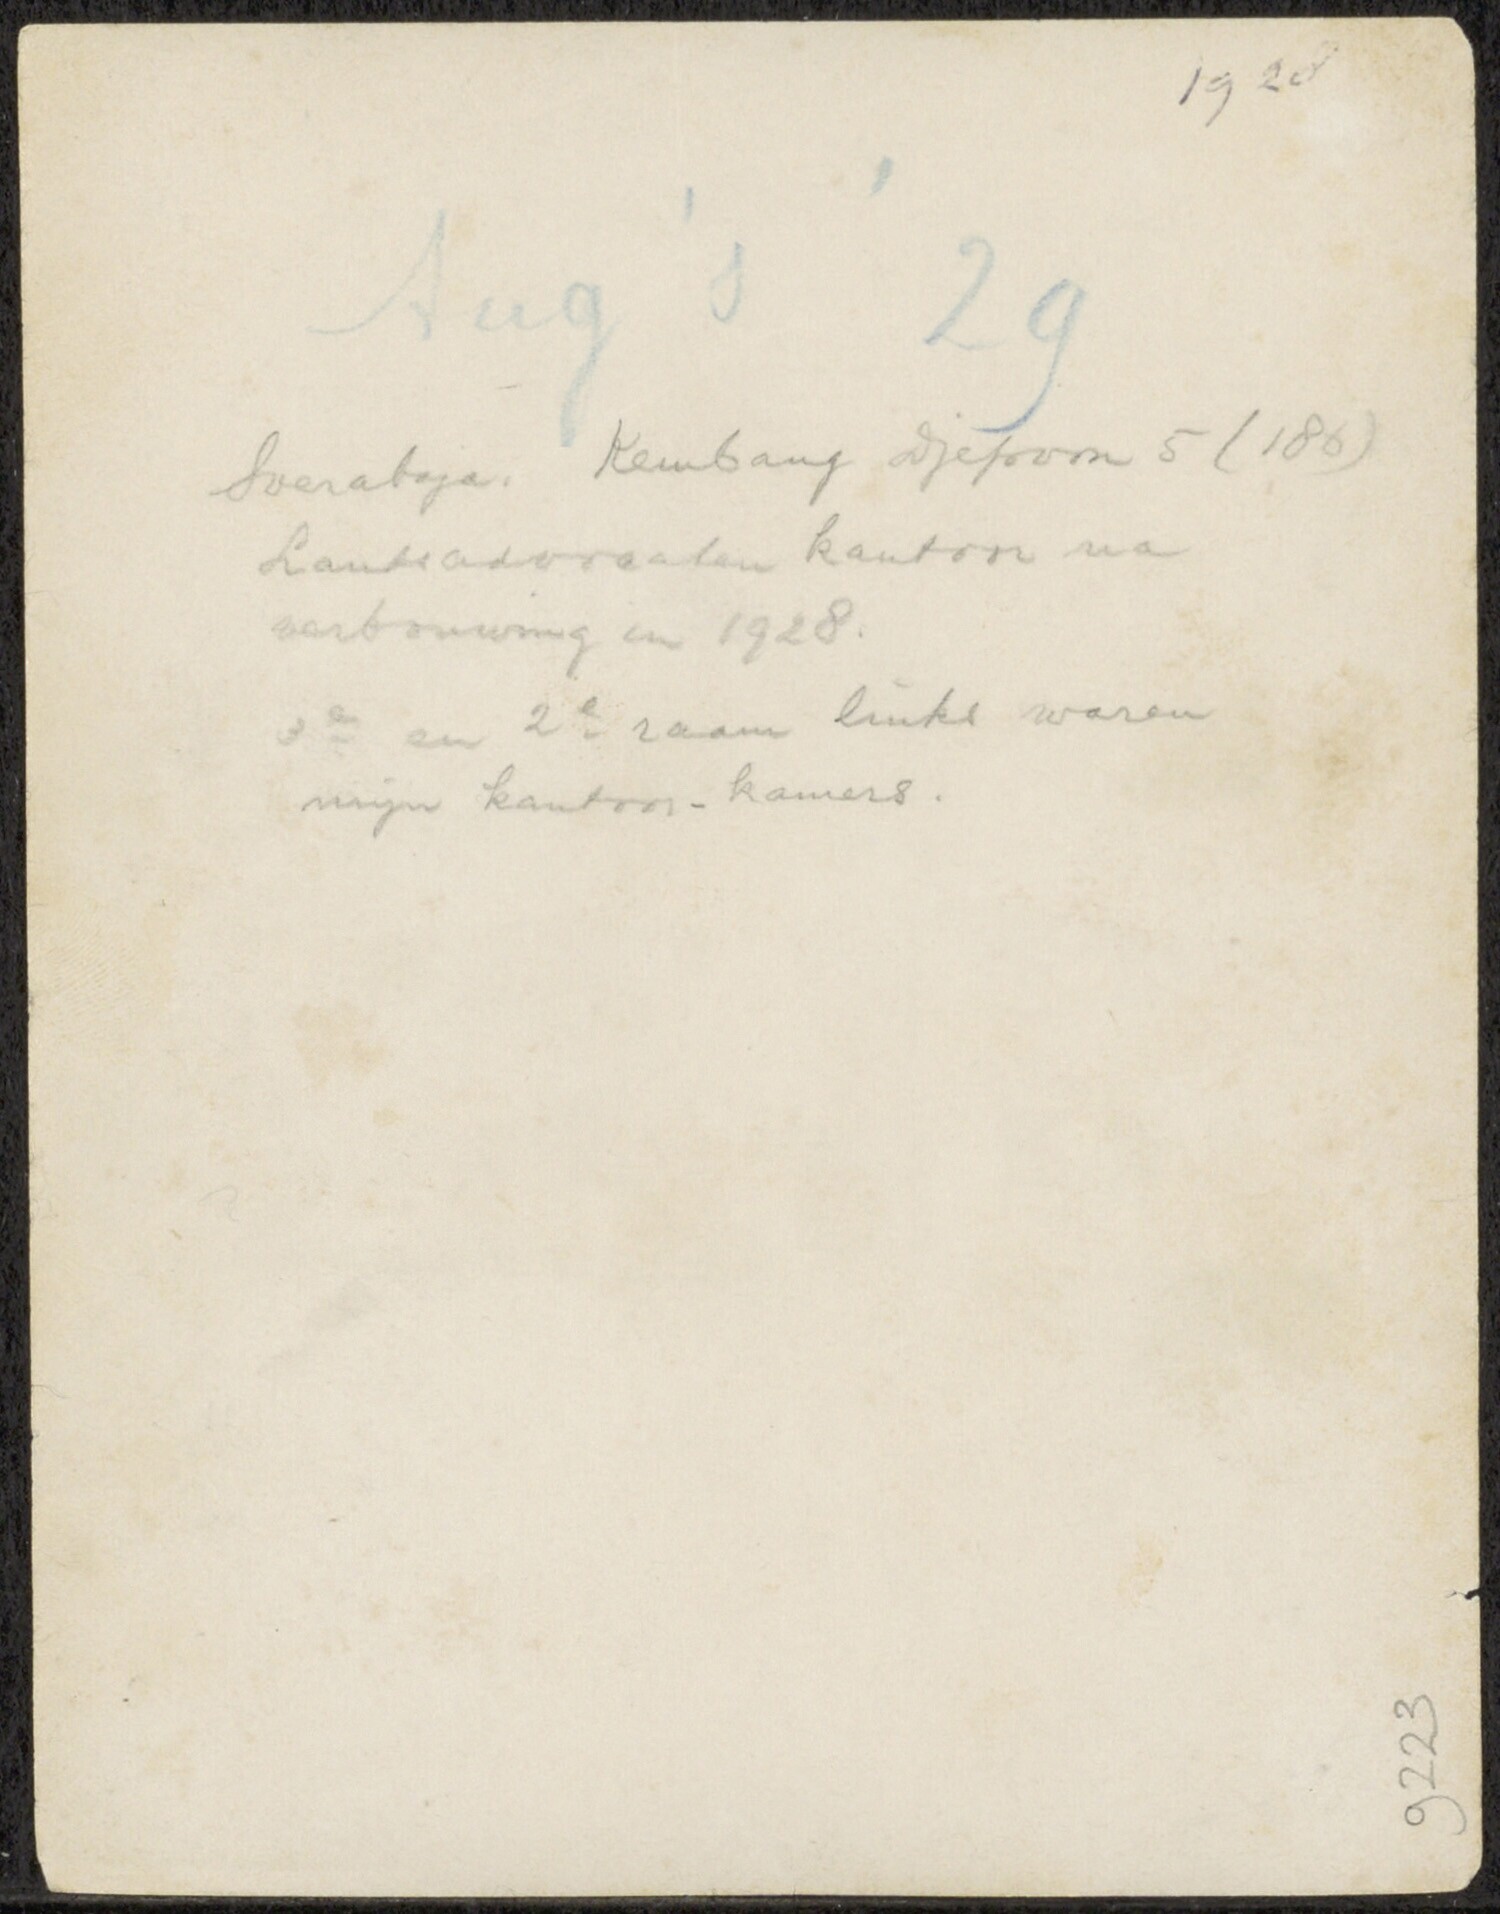 1928
Aug's '29
Soerabaja. Kembang Djepoon 5 (186)
Landsadvocaten kantoor na
verbouwing in 1928.
3e en 2e raam links waren
mijn kantoor-kamers.
9223